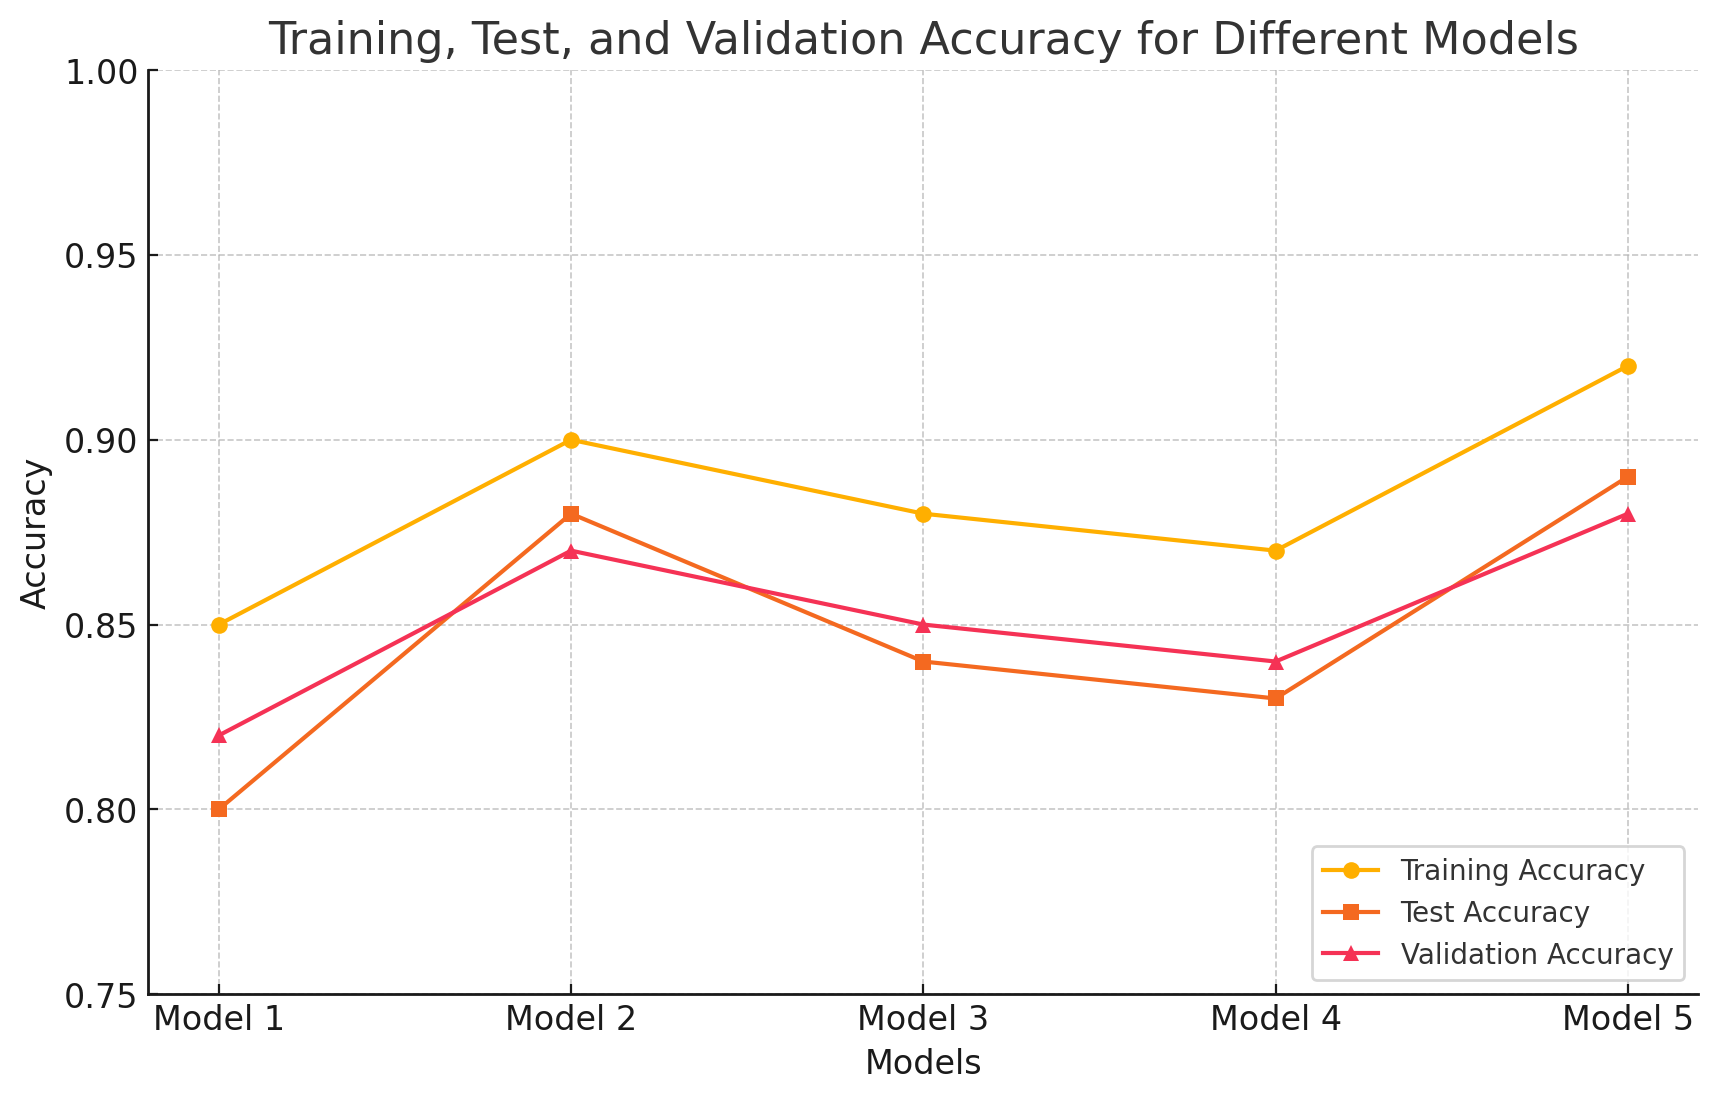 Training, Test, and Validation Accuracy for Different Models
1.00
0.95
0.90
0.85
0.80
0.75
Accuracy
Model 1 Model 2 Model 3 Model 4 Model 5
Models
Training Accuracy
Test Accuracy
Validation Accuracy